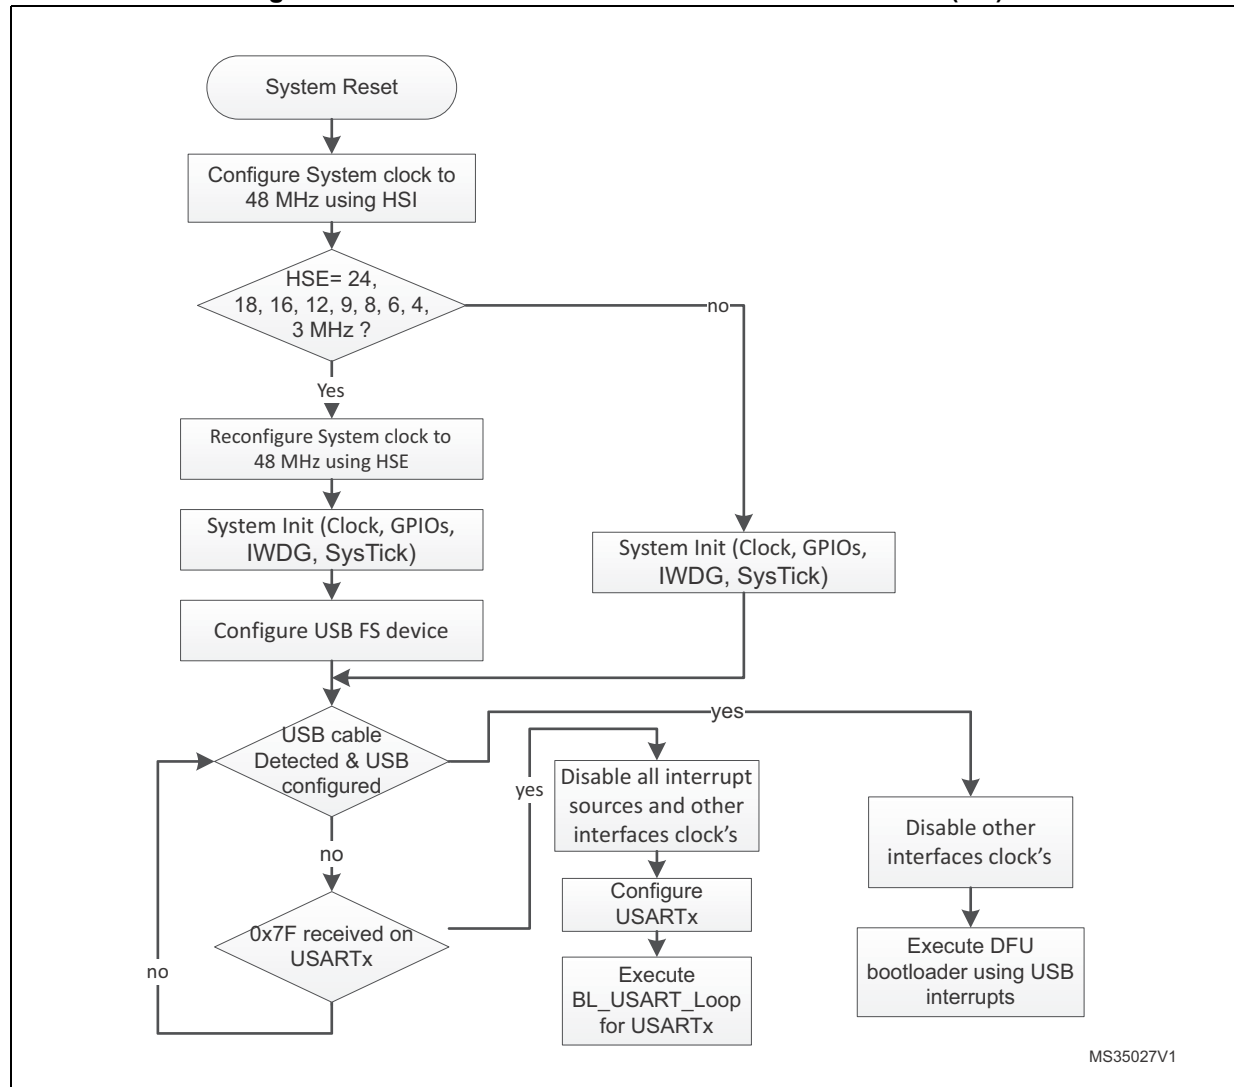 System Reset
Configure System clock to
48 MHz using HSI
HSE= 24,
18, 16, 12, 9, 8, 6, 4,
3 MHz ?
no
Yes
Reconfigure System clock to
48 MHz using HSE
System Init (Clock, GPIOs,
IWDG, SysTick)
System Init (Clock, GPIOs,
IWDG, SysTick)
Configure USB FS device
USB cable
Detected & USB
configured
yes
yes
Disable all interrupt
sources and other
interfaces clock's
Disable other
interfaces clock's
no
Configure
USARTx
0x7F received on
USARTx
no
Execute
BL_USART_Loop
for USARTx
Execute DFU
bootloader using USB
interrupts
MS35027V1